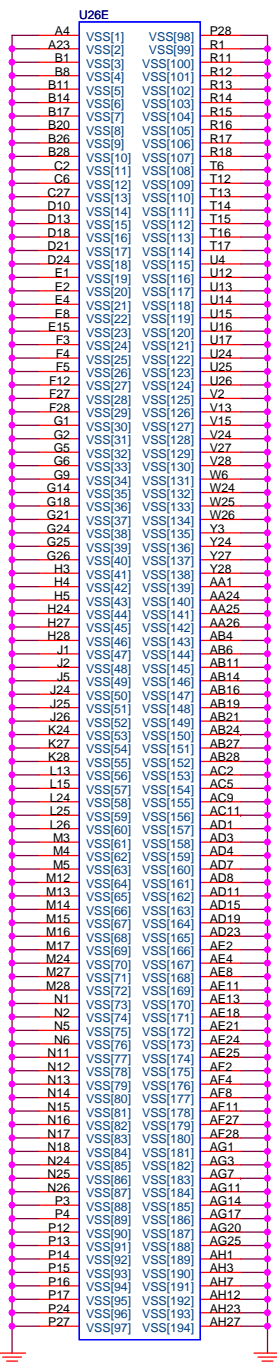 U26E
A4 VSS[1] VSS[98] P28
A23 VSS[2] VSS[99] R1
B1 VSS[3] VSS[100] R11
B8 VSS[4] VSS[101] R12
B11 VSS[5] VSS[102] R13
B14 VSS[6] VSS[103] R14
B17 VSS[7] VSS[104] R15
B20 VSS[8] VSS[105] R16
B26 VSS[9] VSS[106] R17
B28 VSS[10] VSS[107] R18
C2 VSS[11] VSS[108] T6
C6 VSS[12] VSS[109] T12
C27 VSS[13] VSS[110] T13
D10 VSS[14] VSS[111] T14
D13 VSS[15] VSS[112] T15
D18 VSS[16] VSS[113] T16
D21 VSS[17] VSS[114] T17
D24 VSS[18] VSS[115] U4
E1 VSS[19] VSS[116] U12
E2 VSS[20] VSS[117] U13
E4 VSS[21] VSS[118] U14
E8 VSS[22] VSS[119] U15
E15 VSS[23] VSS[120] U16
F3 VSS[24] VSS[121] U17
F4 VSS[25] VSS[122] U24
F5 VSS[26] VSS[123] U25
F12 VSS[27] VSS[124] U26
F27 VSS[28] VSS[125] V2
F28 VSS[29] VSS[126] V13
G1 VSS[30] VSS[127] V15
G2 VSS[31] VSS[128] V24
G5 VSS[32] VSS[129] V27
G6 VSS[33] VSS[130] V28
G9 VSS[34] VSS[131] W6
G14 VSS[35] VSS[132] W24
G18 VSS[36] VSS[133] W25
G21 VSS[37] VSS[134] W26
G24 VSS[38] VSS[135] Y3
G25 VSS[39] VSS[136] Y24
G26 VSS[40] VSS[137] Y27
H3 VSS[41] VSS[138] Y28
H4 VSS[42] VSS[139] AA1
H5 VSS[43] VSS[140] AA24
H24 VSS[44] VSS[141] AA25
H27 VSS[45] VSS[142] AA26
H28 VSS[46] VSS[143] AB4
J1 VSS[47] VSS[144] AB6
J2 VSS[48] VSS[145] AB11
J5 VSS[49] VSS[146] AB14
J24 VSS[50] VSS[147] AB16
J25 VSS[51] VSS[148] AB19
J26 VSS[52] VSS[149] AB21
K24 VSS[53] VSS[150] AB24
K27 VSS[54] VSS[151] AB27
K28 VSS[55] VSS[152] AB28
L13 VSS[56] VSS[153] AC2
L15 VSS[57] VSS[154] AC5
L24 VSS[58] VSS[155] AC9
L25 VSS[59] VSS[156] AC11
L26 VSS[60] VSS[157] AD1
M3 VSS[61] VSS[158] AD3
M4 VSS[62] VSS[159] AD4
M5 VSS[63] VSS[160] AD7
M12 VSS[64] VSS[161] AD8
M13 VSS[65] VSS[162] AD11
M14 VSS[66] VSS[163] AD15
M15 VSS[67] VSS[164] AD19
M16 VSS[68] VSS[165] AD23
M17 VSS[69] VSS[166] AE2
M24 VSS[70] VSS[167] AE4
M27 VSS[71] VSS[168] AE8
M28 VSS[72] VSS[169] AE11
N1 VSS[73] VSS[170] AE13
N2 VSS[74] VSS[171] AE18
N5 VSS[75] VSS[172] AE21
N6 VSS[76] VSS[173] AE24
N11 VSS[77] VSS[174] AE25
N12 VSS[78] VSS[175] AF2
N13 VSS[79] VSS[176] AF4
N14 VSS[80] VSS[177] AF8
N15 VSS[81] VSS[178] AF11
N16 VSS[82] VSS[179] AF27
N17 VSS[83] VSS[180] AF28
N18 VSS[84] VSS[181] AG1
N24 VSS[85] VSS[182] AG3
N25 VSS[86] VSS[183] AG7
N26 VSS[87] VSS[184] AG11
P3 VSS[88] VSS[185] AG14
P4 VSS[89] VSS[186] AG17
P12 VSS[90] VSS[187] AG20
P13 VSS[91] VSS[188] AG25
P14 VSS[92] VSS[189] AH1
P15 VSS[93] VSS[190] AH3
P16 VSS[94] VSS[191] AH7
P17 VSS[95] VSS[192] AH12
P24 VSS[96] VSS[193] AH23
P27 VSS[97] VSS[194] AH27